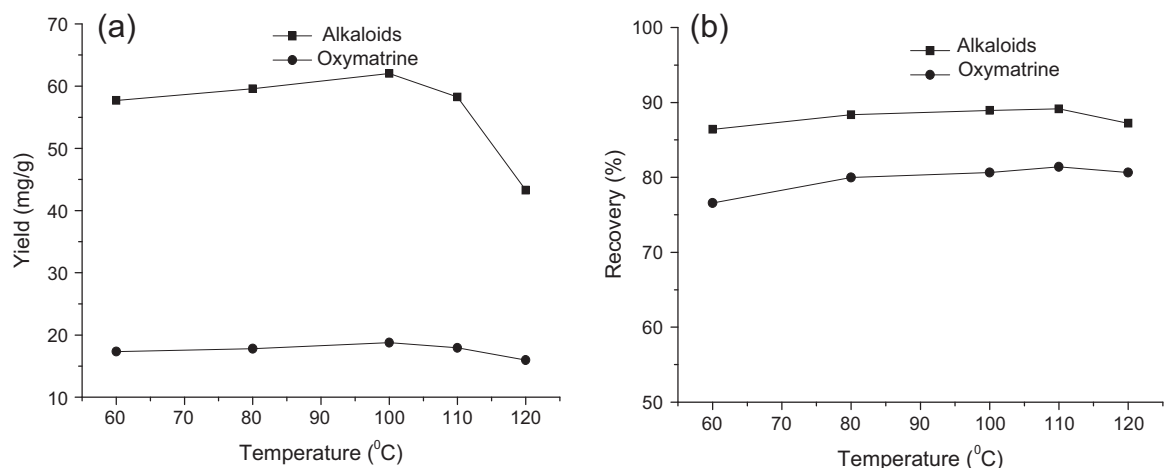 (a)
Alkaloids
Oxymatrine
70
60
50
40
30
20
10
Yield (mg/g)
60 70 80 90 100 110 120
Temperature (⁰C)
(b)
Alkaloids
Oxymatrine
100
90
80
70
60
50
Recovery (%)
60 70 80 90 100 110 120
Temperature (⁰C)